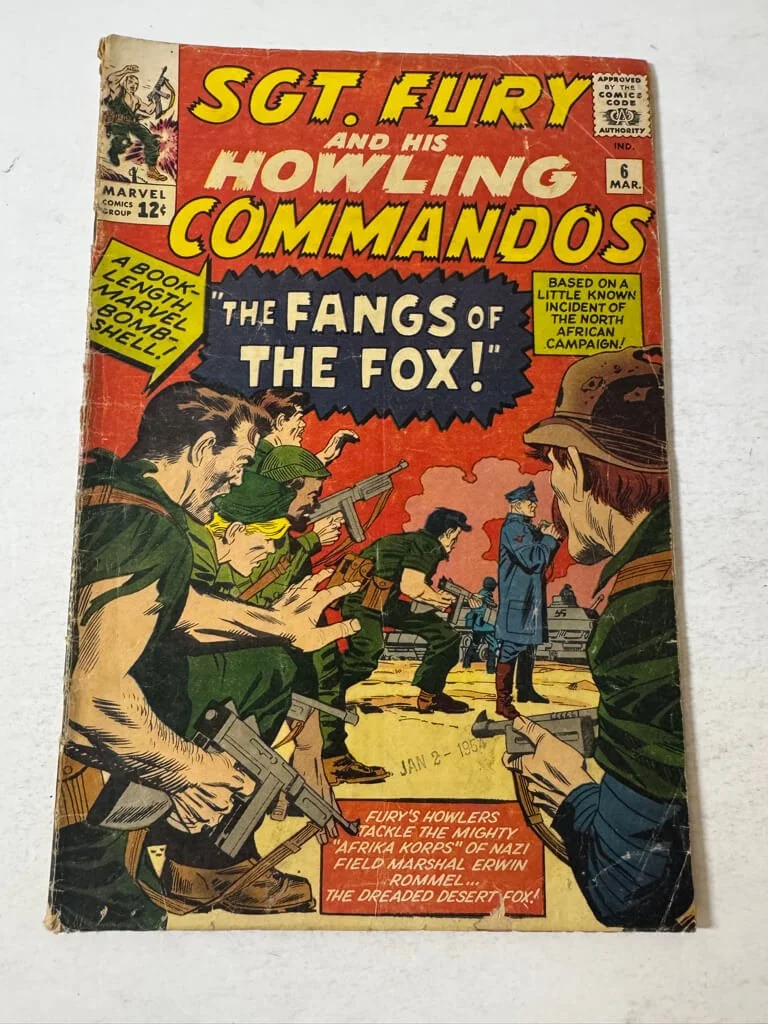 SGT. FURY
AND HIS
HOWLING
COMMANDOS
APPROVED
BY THE
COMICS
CODE
CA
AUTHORITY
IND.
6
MAR.
MARVEL
COMICS
GROUP 12¢
A BOOK-
LENGTH
MARVEL
BOMB-
SHELL!
"THE FANGS OF
THE FOX!"
BASED ON A
LITTLE KNOWN
INCIDENT OF
THE NORTH
AFRICAN
CAMPAIGN!
JAN 2 - 1964
FURY'S HOWLERS
TACKLE THE MIGHTY
"AFRIKA KORPS" OF NAZI
FIELD MARSHAL ERWIN
ROMMEL...
THE DREADED DESERT FOX!